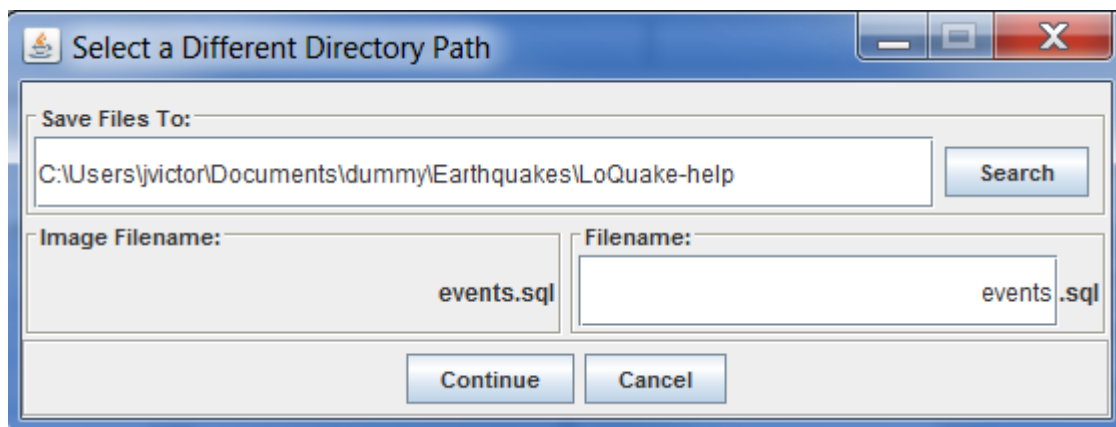 Select a Different Directory Path
Save Files To:
C:\Users\jvictor\Documents\dummy\Earthquakes\LoQuake-help
Search
Image Filename:
events.sql
Filename:
events .sql
Continue
Cancel